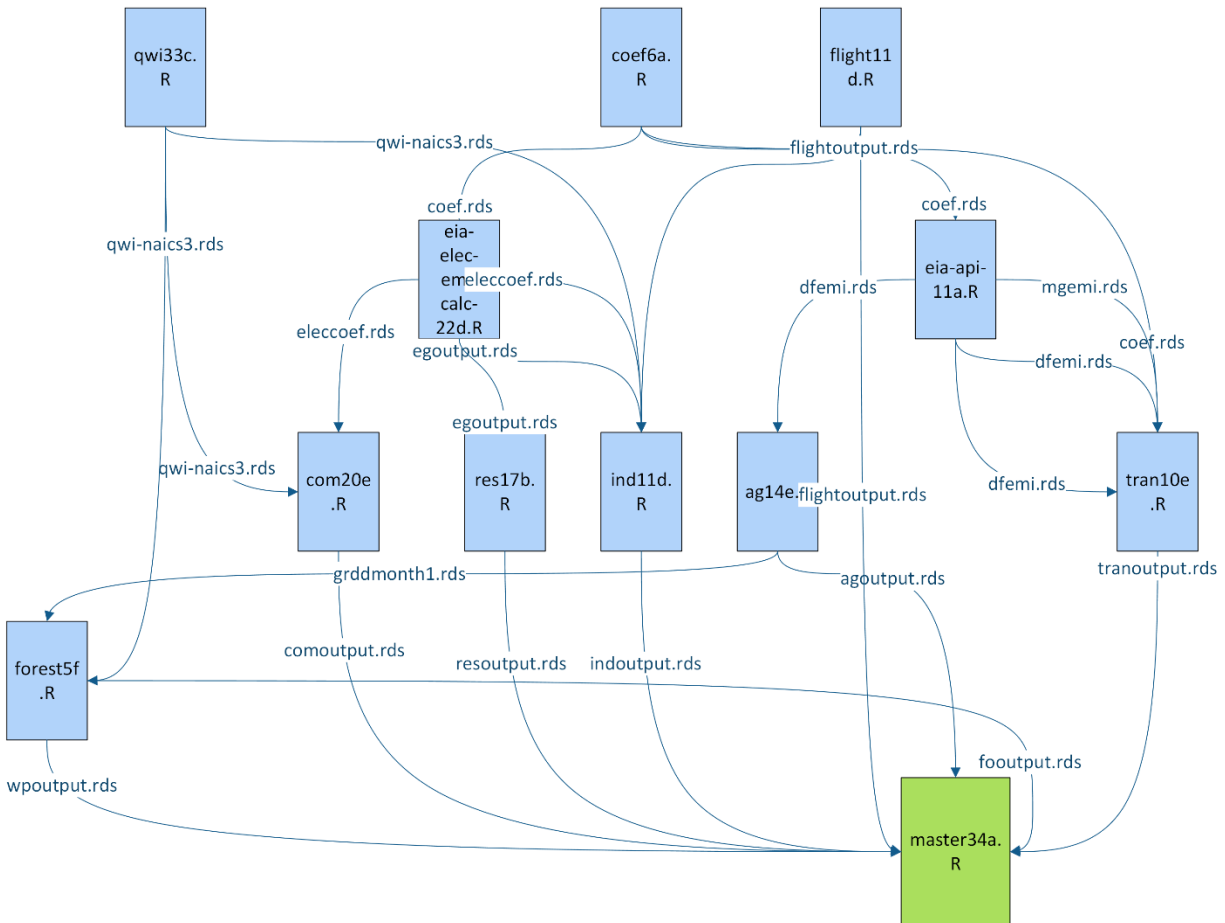 qwi33c.
R
coef6a.
R
flight11
d.R
qwi-naics3.rds
flightoutput.rds
coef.rds
coef.rds
qwi-naics3.rds
eia-
elec-
em
calc-
22d.R
eleccoef.rds
eia-api-
11a.R
dfemi.rds
mgemi.rds
eleccoef.rds
egoutput.rds
coef.rds
dfemi.rds
egoutput.rds
qwi-naics3.rds
com20e
.R
res17b.
R
ind11d.
R
ag14e.
flightoutput.rds
dfemi.rds
tran10e
.R
grddmonth1.rds
agoutput.rds
tranoutput.rds
forest5f
.R
comoutput.rds
resoutput.rds
indoutput.rds
wpoutput.rds
fooutput.rds
master34a.
R